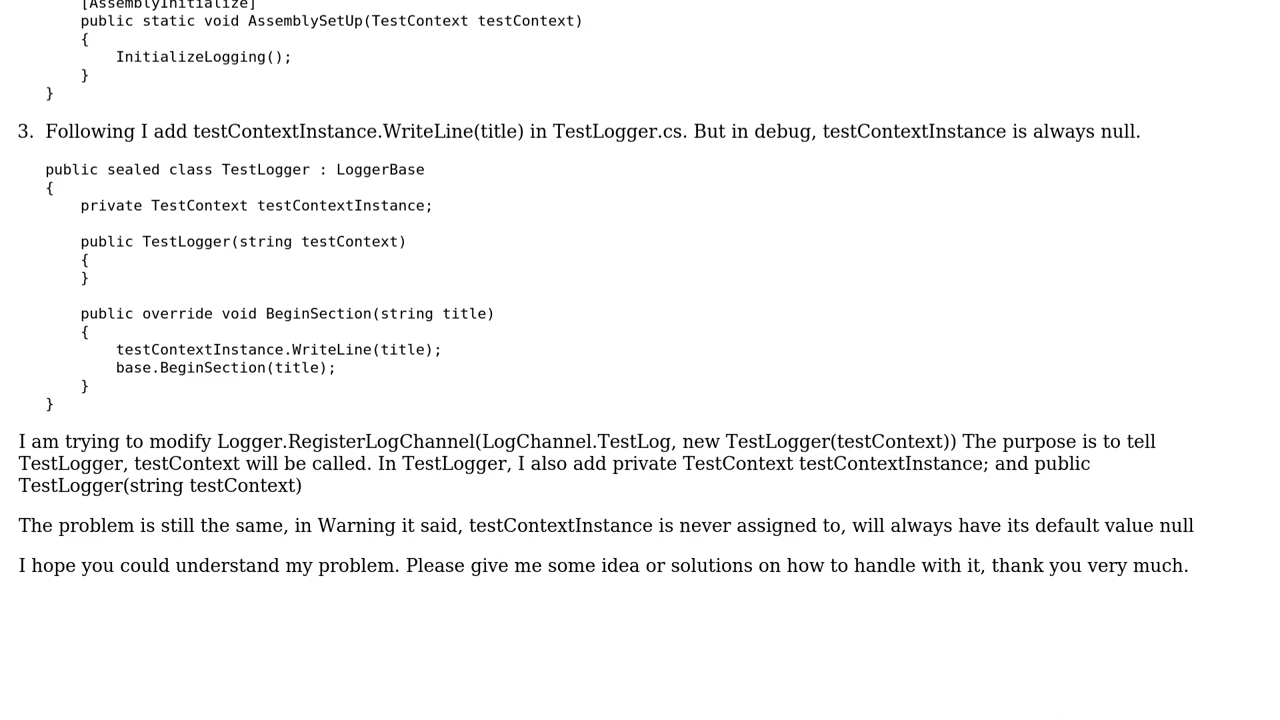 [AssemblyInitialize]
public static void AssemblySetUp(TestContext testContext)
{
InitializeLogging();
}
}
3. Following I add testContextInstance.WriteLine(title) in TestLogger.cs. But in debug, testContextInstance is always null.
public sealed class TestLogger : LoggerBase
{
private TestContext testContextInstance;
public TestLogger(string testContext)
{
}
public override void BeginSection(string title)
{
testContextInstance.WriteLine(title);
base.BeginSection(title);
}
}
I am trying to modify Logger.RegisterLogChannel(LogChannel.TestLog, new TestLogger(testContext)) The purpose is to tell
TestLogger, testContext will be called. In TestLogger, I also add private TestContext testContextInstance; and public
TestLogger(string testContext)
The problem is still the same, in Warning it said, testContextInstance is never assigned to, will always have its default value null
I hope you could understand my problem. Please give me some idea or solutions on how to handle with it, thank you very much.